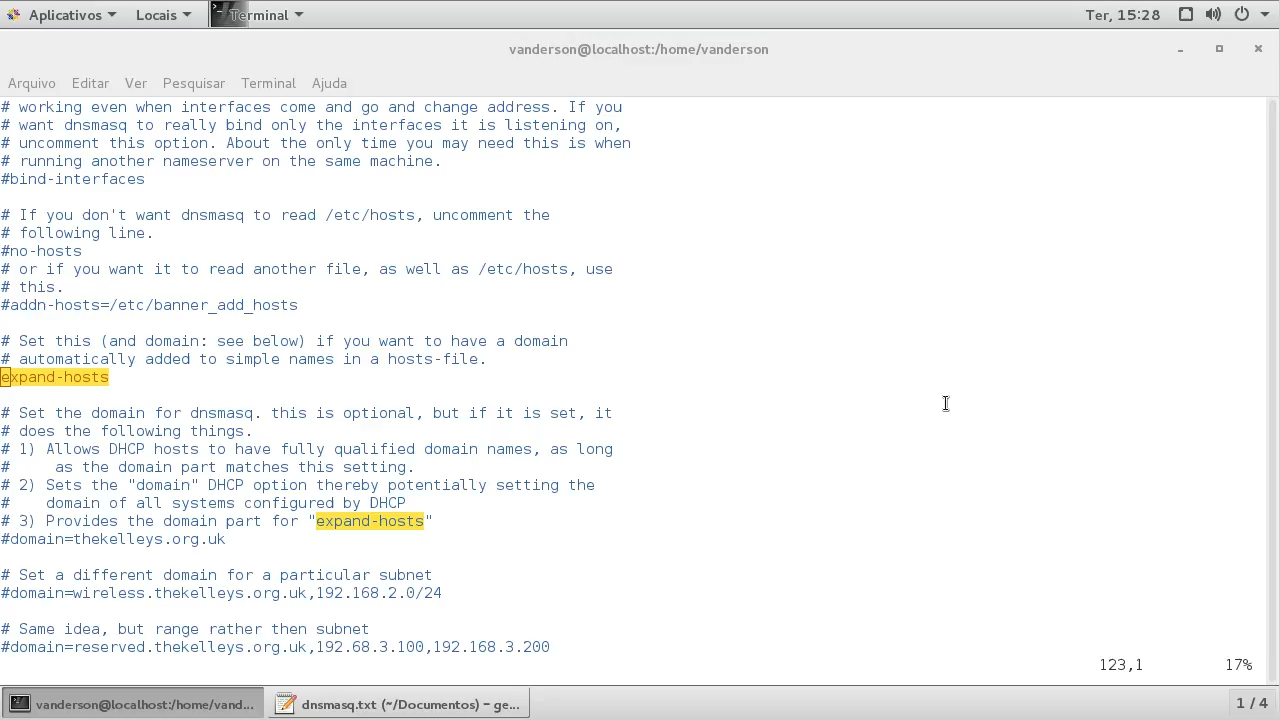 Aplicativos Locais Terminal Ter, 15:28
vanderson@localhost:/home/vanderson
Arquivo Editar Ver Pesquisar Terminal Ajuda
# working even when interfaces come and go and change address. If you
# want dnsmasq to really bind only the interfaces it is listening on,
# uncomment this option. About the only time you may need this is when
# running another nameserver on the same machine.
#bind-interfaces
# If you don't want dnsmasq to read /etc/hosts, uncomment the
# following line.
#no-hosts
# or if you want it to read another file, as well as /etc/hosts, use
# this.
#addn-hosts=/etc/banner_add_hosts
# Set this (and domain: see below) if you want to have a domain
# automatically added to simple names in a hosts-file.
expand-hosts
# Set the domain for dnsmasq. this is optional, but if it is set, it
# does the following things.
# 1) Allows DHCP hosts to have fully qualified domain names, as long
#     as the domain part matches this setting.
# 2) Sets the "domain" DHCP option thereby potentially setting the
#    domain of all systems configured by DHCP
# 3) Provides the domain part for "expand-hosts"
#domain=thekelleys.org.uk
# Set a different domain for a particular subnet
#domain=wireless.thekelleys.org.uk,192.168.2.0/24
# Same idea, but range rather then subnet
#domain=reserved.thekelleys.org.uk,192.68.3.100,192.168.3.200
123,1 17%
vanderson@localhost:/home/vand... dnsmasq.txt (~/Documentos) – ge... 1 / 4